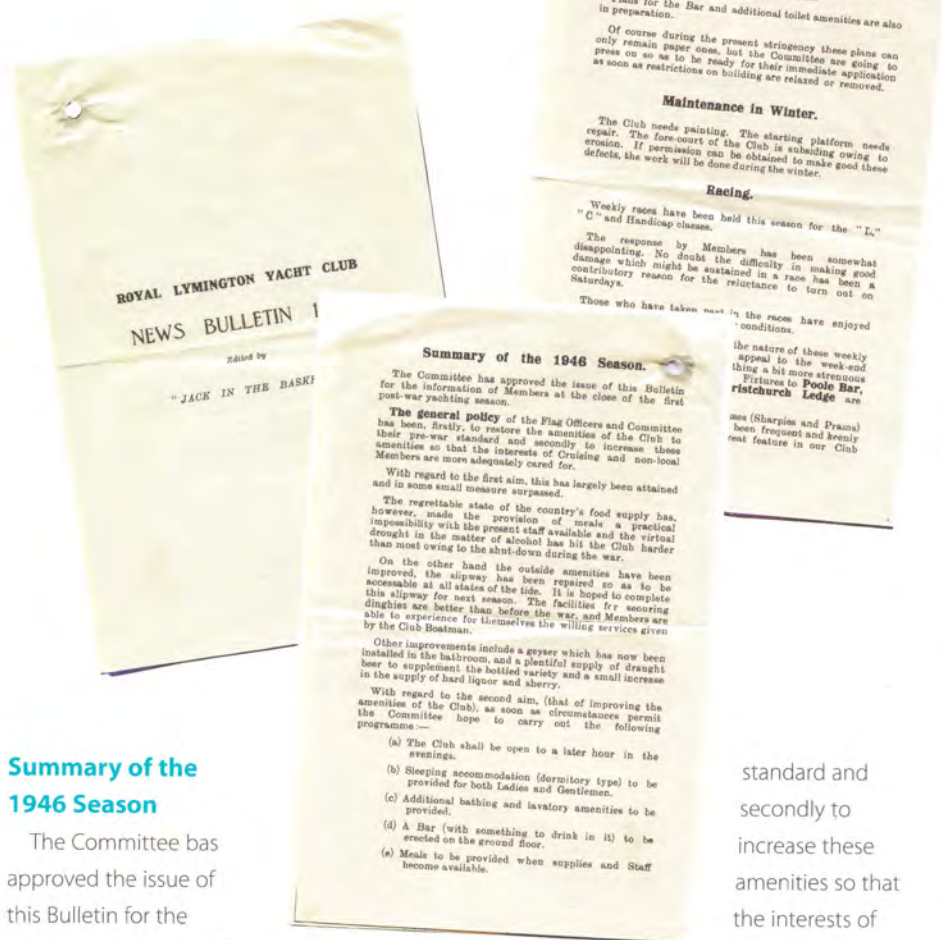 ROYAL LYMINGTON YACHT CLUB
NEWS BULLETIN
Edited by
"JACK IN THE
for the Bar and additional toilet amenities are also
in preparation.
Of course during the present stringency these plans can
only remain paper ones, but the Committee are going to
press on so as to be ready for their immediate application
as soon as restrictions on building are relaxed or removed.
Maintenance in Winter.
The Club needs painting. The starting platform needs
repair. The fore-court of the Club is subsiding owing to
erosion. If permission can be obtained to make good these
defects, the work will be done during the winter.
Racing.
Weekly races have been held this season for the "L,"
"C" and Handicap classes.
The response by Members has been somewhat
disappointing. No doubt the difficulty in making good
damage which might be sustained in a race has been a
contributory reason for the reluctance to turn out on
Saturdays.
Those who have taken part in the races have enjoyed
conditions.
the nature of these weekly
appeal to the week-end
thing a bit more strenuous
Fixtures to Poole Bar,
ristchurch Ledge are
(Sharpies and Prams)
been frequent and keenly
feature in our Club
Summary of the 1946 Season.
The Committee has approved the issue of this Bulletin
for the information of Members at the close of the first
post-war yachting season.
The general policy of the Flag Officers and Committee
has been, firstly, to restore the amenities of the Club to
their pre-war standard and secondly to increase these
amenities so that the interests of Cruising and non-local
Members are more adequately cared for.
With regard to the first aim, this has largely been attained
and in some small measure surpassed.
The regrettable state of the country's food supply has,
however, made the provision of meals a practical
impossibility with the present staff available and the virtual
drought in the matter of alcohol has hit the Club harder
than most owing to the shut-down during the war.
On the other hand the outside amenities have been
improved, the slipway has been repaired so as to be
accessable at all states of the tide. It is hoped to complete
this slipway for next season. The facilities fcr securing
dinghies are better than before the war, and Members are
able to experience for themselves the willing services given
by the Club Boatman.
Other improvements include a geyser which has now been
installed in the bathroom, and a plentiful supply of draught
beer to supplement the bottled variety and a small increase
in the supply of hard liquor and sherry.
With regard to the second aim, (that of improving the
amenities of the Club), as soon as circumstances permit
the Committee hope to carry out the following
programme:—
(a) The Club shall be open to a later hour in the
evenings.
(b) Sleeping accommodation (dormitory type) to be
provided for both Ladies and Gentlemen.
(c) Additional bathing and lavatory amenities to be
provided.
(d) A Bar (with something to drink in it) to be
erected on the ground floor.
(e) Meals to be provided when supplies and Staff
become available.
Summary of the
1946 Season
The Committee has
approved the issue of
this Bulletin for the
standard and
secondly to
increase these
amenities so that
the interests of